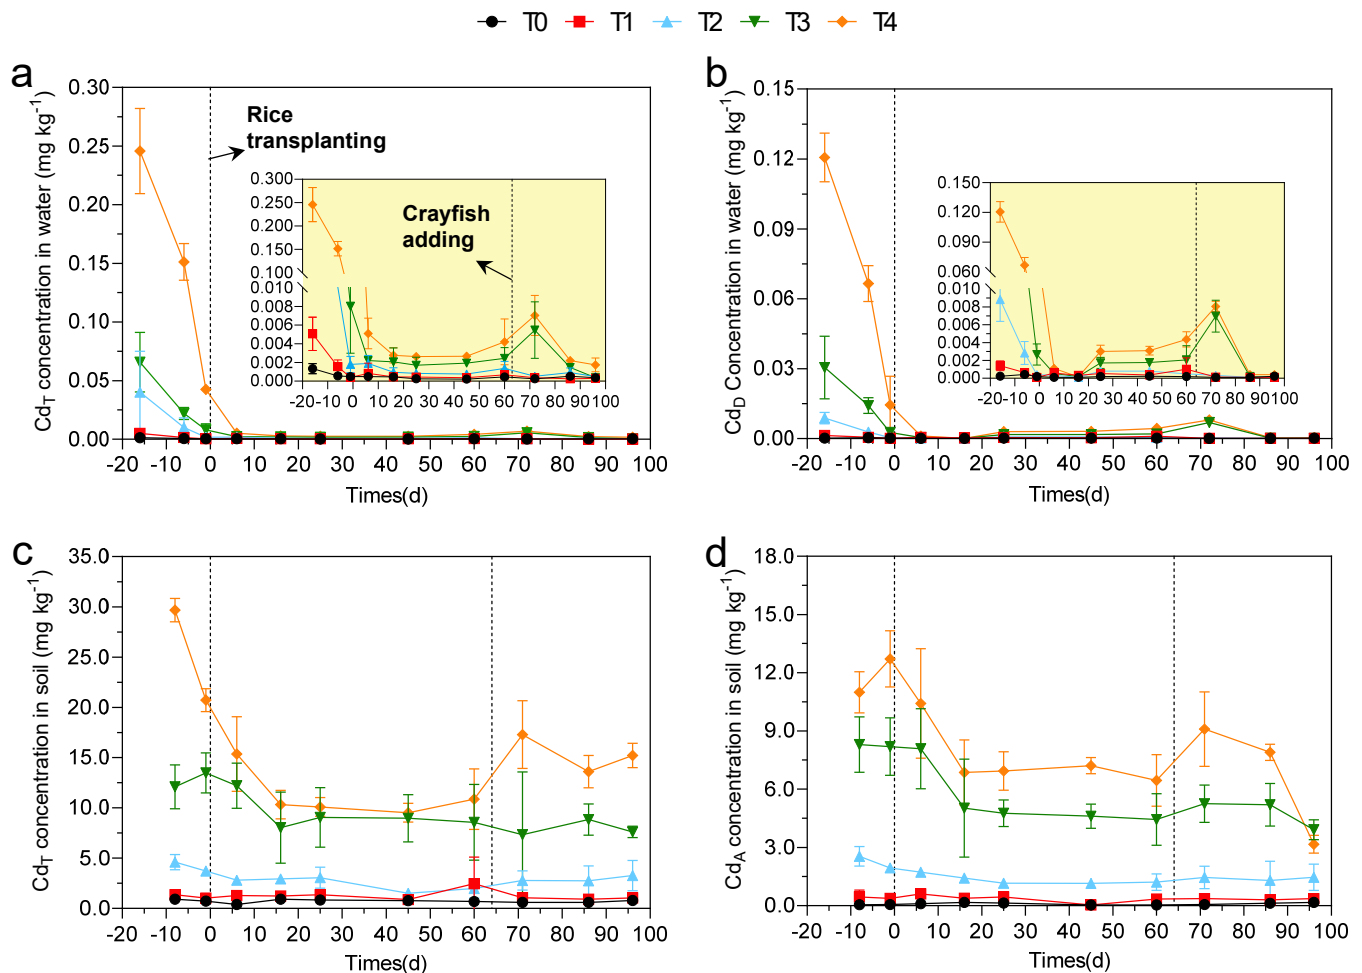 T0 T1 T2 T3 T4
a
Cd_T concentration in water (mg kg⁻¹)
0.30
0.25
0.20
0.15
0.10
0.05
0.00
-20 -10 0 10 20 30 40 50 60 70 80 90 100
Times(d)
Rice
transplanting
Crayfish
adding
0.300
0.250
0.200
0.150
0.100
0.010
0.008
0.006
0.004
0.002
0.000
-20 -10 0 10 20 30 40 50 60 70 80 90 100
b
Cd_D Concentration in water (mg kg⁻¹)
0.15
0.12
0.09
0.06
0.03
0.00
-20 -10 0 10 20 30 40 50 60 70 80 90 100
Times(d)
0.150
0.120
0.090
0.060
0.010
0.008
0.006
0.004
0.002
0.000
-20 -10 0 10 20 30 40 50 60 70 80 90 100
c
Cd_T concentration in soil (mg kg⁻¹)
35.0
30.0
25.0
20.0
15.0
10.0
5.0
0.0
-20 -10 0 10 20 30 40 50 60 70 80 90 100
Times(d)
d
Cd_A concentration in soil (mg kg⁻¹)
18.0
15.0
12.0
9.0
6.0
3.0
0.0
-20 -10 0 10 20 30 40 50 60 70 80 90 100
Times(d)